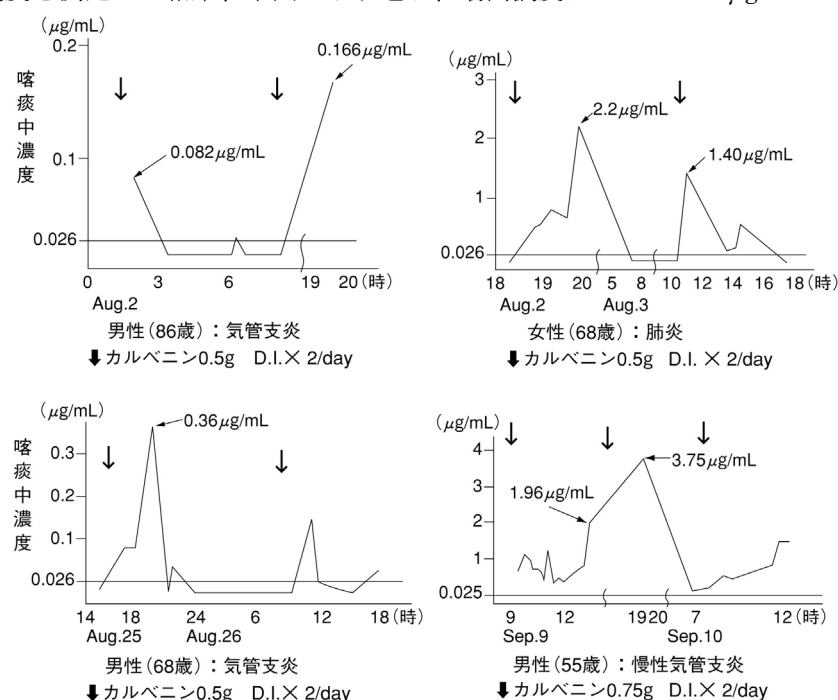 (μg/mL)
0.2
0.166μg/mL
喀痰中濃度
0.1
0.082μg/mL
0.026
0 3 6 19 20(時)
Aug.2
男性(86歳):気管支炎
⬇カルベニン0.5g D.I.× 2/day
(μg/mL)
3
2.2μg/mL
2
1.40μg/mL
1
0.026
18 19 20 5 8 10 12 14 16 18(時)
Aug.2 Aug.3
女性(68歳):肺炎
⬇カルベニン0.5g D.I. × 2/day
(μg/mL)
0.36μg/mL
喀痰中濃度
0.3
0.2
0.1
0.026
14 18 24 6 12 18(時)
Aug.25 Aug.26
男性(68歳):気管支炎
⬇カルベニン0.5g D.I.× 2/day
(μg/mL)
4
3.75μg/mL
3
1.96μg/mL
2
1
0.025
9 12 1920 7 12(時)
Sep.9 Sep.10
男性(55歳):慢性気管支炎
⬇カルベニン0.75g D.I.× 2/day